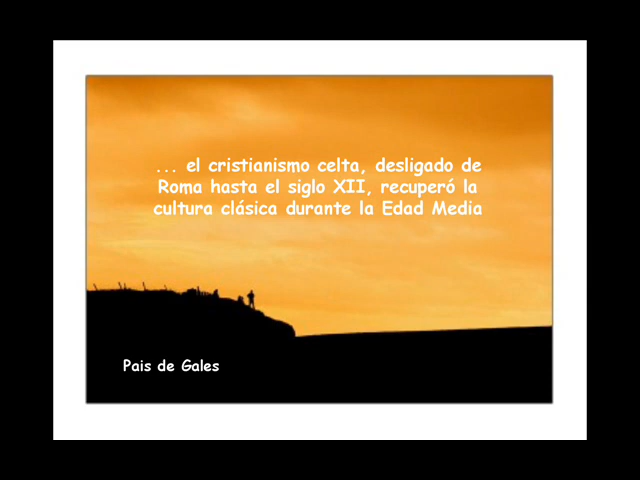 ... el cristianismo celta, desligado de
Roma hasta el siglo XII, recuperó la
cultura clásica durante la Edad Media
Pais de Gales